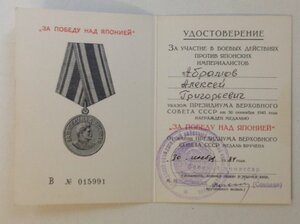 "ЗА ПОБЕДУ НАД ЯПОНИЕЙ"
В № 015991
УДОСТОВЕРЕНИЕ
ЗА УЧАСТИЕ В БОЕВЫХ ДЕЙСТВИЯХ
ПРОТИВ ЯПОНСКИХ
ИМПЕРИАЛИСТОВ
Абрамов
Алексей
Григорьевич
УКАЗОМ ПРЕЗИДИУМА ВЕРХОВНОГО
СОВЕТА СССР ОТ 30 СЕНТЯБРЯ 1945 ГОДА
НАГРАЖДЕН МЕДАЛЬЮ
"ЗА ПОБЕДУ НАД ЯПОНИЕЙ"
ПРЕЗИДИУМА ВЕРХОВНОГО
СОВЕТА СССР МЕДАЛЬ ВРУЧЕНА
30